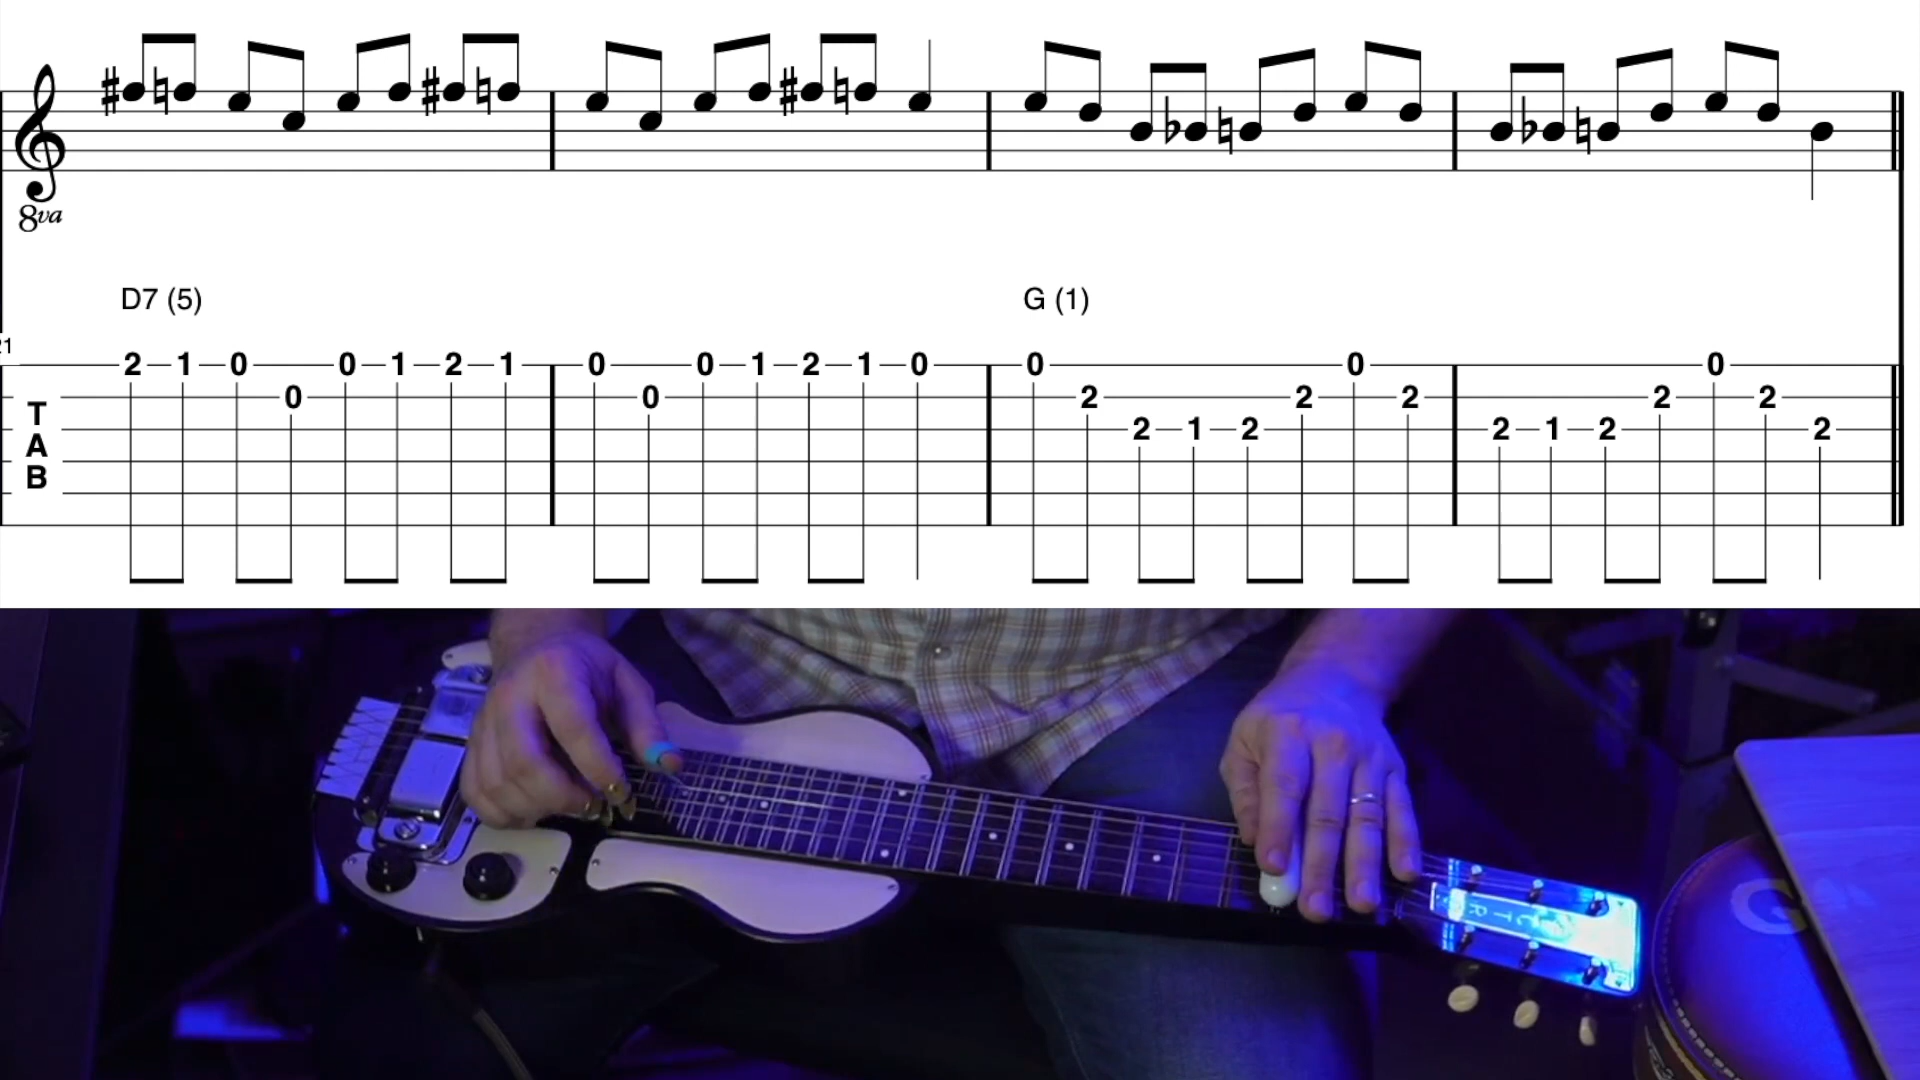 8va
D7 (5) G (1)
21
2 1 0 0 1 2 1 0 0 1 2 1 0 0 0
0 0 2 2 2 2 2
2 1 2 2 1 2 2
T
A
B